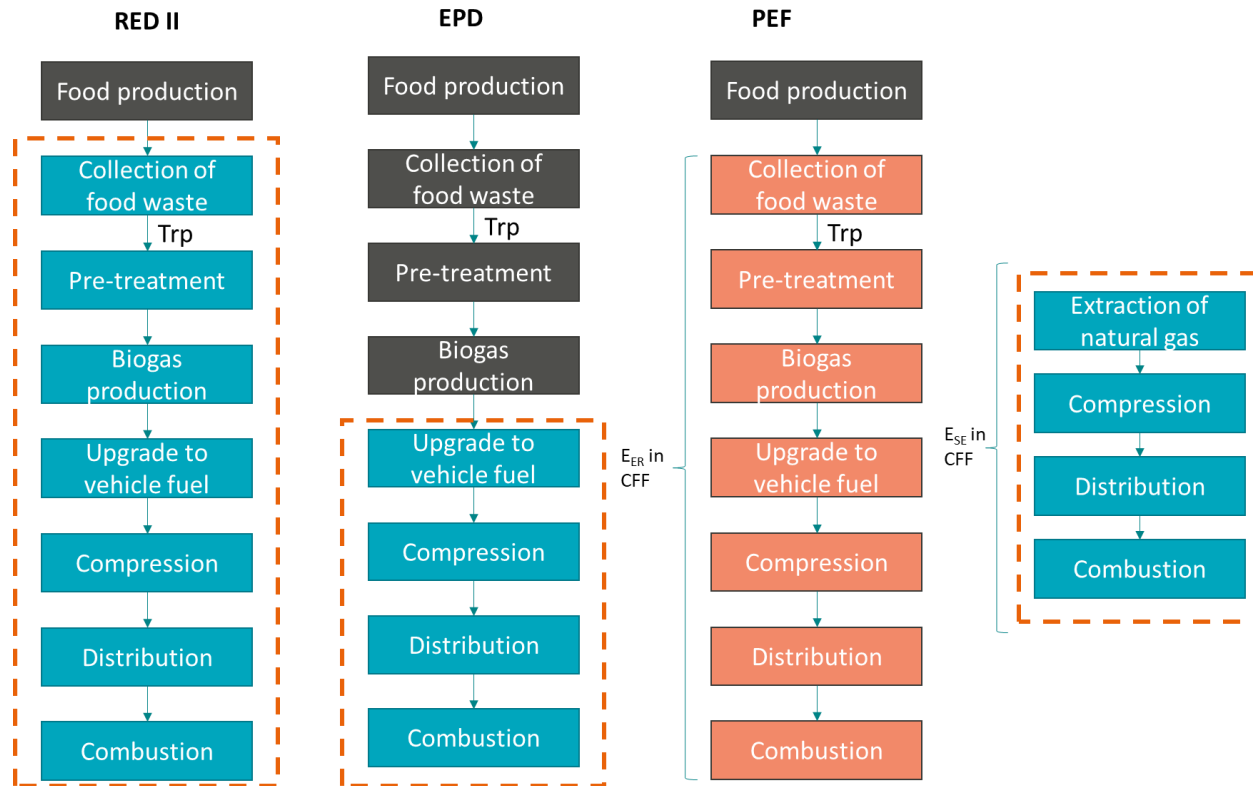 RED II
Food production
Collection of
food waste
Trp
Pre-treatment
Biogas
production
Upgrade to
vehicle fuel
Compression
Distribution
Combustion
EPD
Food production
Collection of
food waste
Trp
Pre-treatment
Biogas
production
Upgrade to
vehicle fuel
Compression
Distribution
Combustion
PEF
Food production
Collection of
food waste
Trp
Pre-treatment
Biogas
production
Upgrade to
vehicle fuel
Compression
Distribution
Combustion
E_ER in
CFF
E_SE in
CFF
Extraction of
natural gas
Compression
Distribution
Combustion